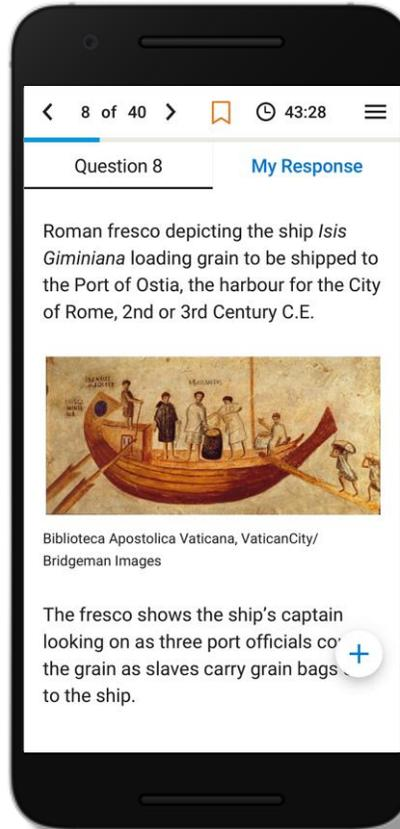 8 of 40
43:28
Question 8
My Response
Roman fresco depicting the ship Isis
Giminiana loading grain to be shipped to
the Port of Ostia, the harbour for the City
of Rome, 2nd or 3rd Century C.E.
Biblioteca Apostolica Vaticana, VaticanCity/
Bridgeman Images
The fresco shows the ship's captain
looking on as three port officials
the grain as slaves carry grain bags
to the ship.